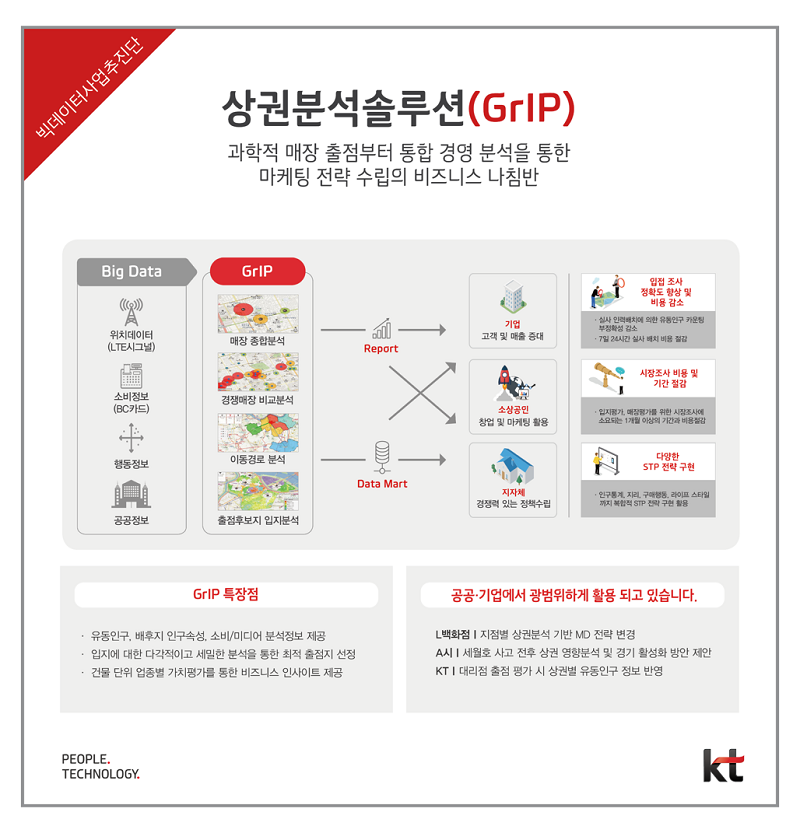 빅데이터사업추진단
상권분석솔루션(GrIP)
과학적 매장 출점부터 통합 경영 분석을 통한
마케팅 전략 수립의 비즈니스 나침반
Big Data
위치데이터
(LTE시그널)
소비정보
(BC카드)
행동정보
공공정보
GrIP
매장 종합분석
경쟁매장 비교분석
이동경로 분석
출점후보지 입지분석
Report
Data Mart
기업
고객 및 매출 증대
소상공인
창업 및 마케팅 활용
지자체
경쟁력 있는 정책수립
입접 조사
정확도 향상 및
비용 감소
· 실사 인력배치에 의한 유동인구 카운팅
부정확성 감소
· 7일 24시간 실사 배치 비용 절감
시장조사 비용 및
기간 절감
· 입지평가, 매장평가를 위한 시장조사에
소요되는 1개월 이상의 기간과 비용절감
다양한
STP 전략 구현
· 인구통계, 지리, 구매행동, 라이프 스타일
까지 복합적 STP 전략 구현 활용
GrIP 특장점
· 유동인구, 배후지 인구속성, 소비/미디어 분석정보 제공
· 입지에 대한 다각적이고 세밀한 분석을 통한 최적 출점지 선정
· 건물 단위 업종별 가치평가를 통한 비즈니스 인사이트 제공
공공·기업에서 광범위하게 활용 되고 있습니다.
L백화점 | 지점별 상권분석 기반 MD 전략 변경
A시 | 세월호 사고 전후 상권 영향분석 및 경기 활성화 방안 제안
KT | 대리점 출점 평가 시 상권별 유동인구 정보 반영
PEOPLE.
TECHNOLOGY.
kt